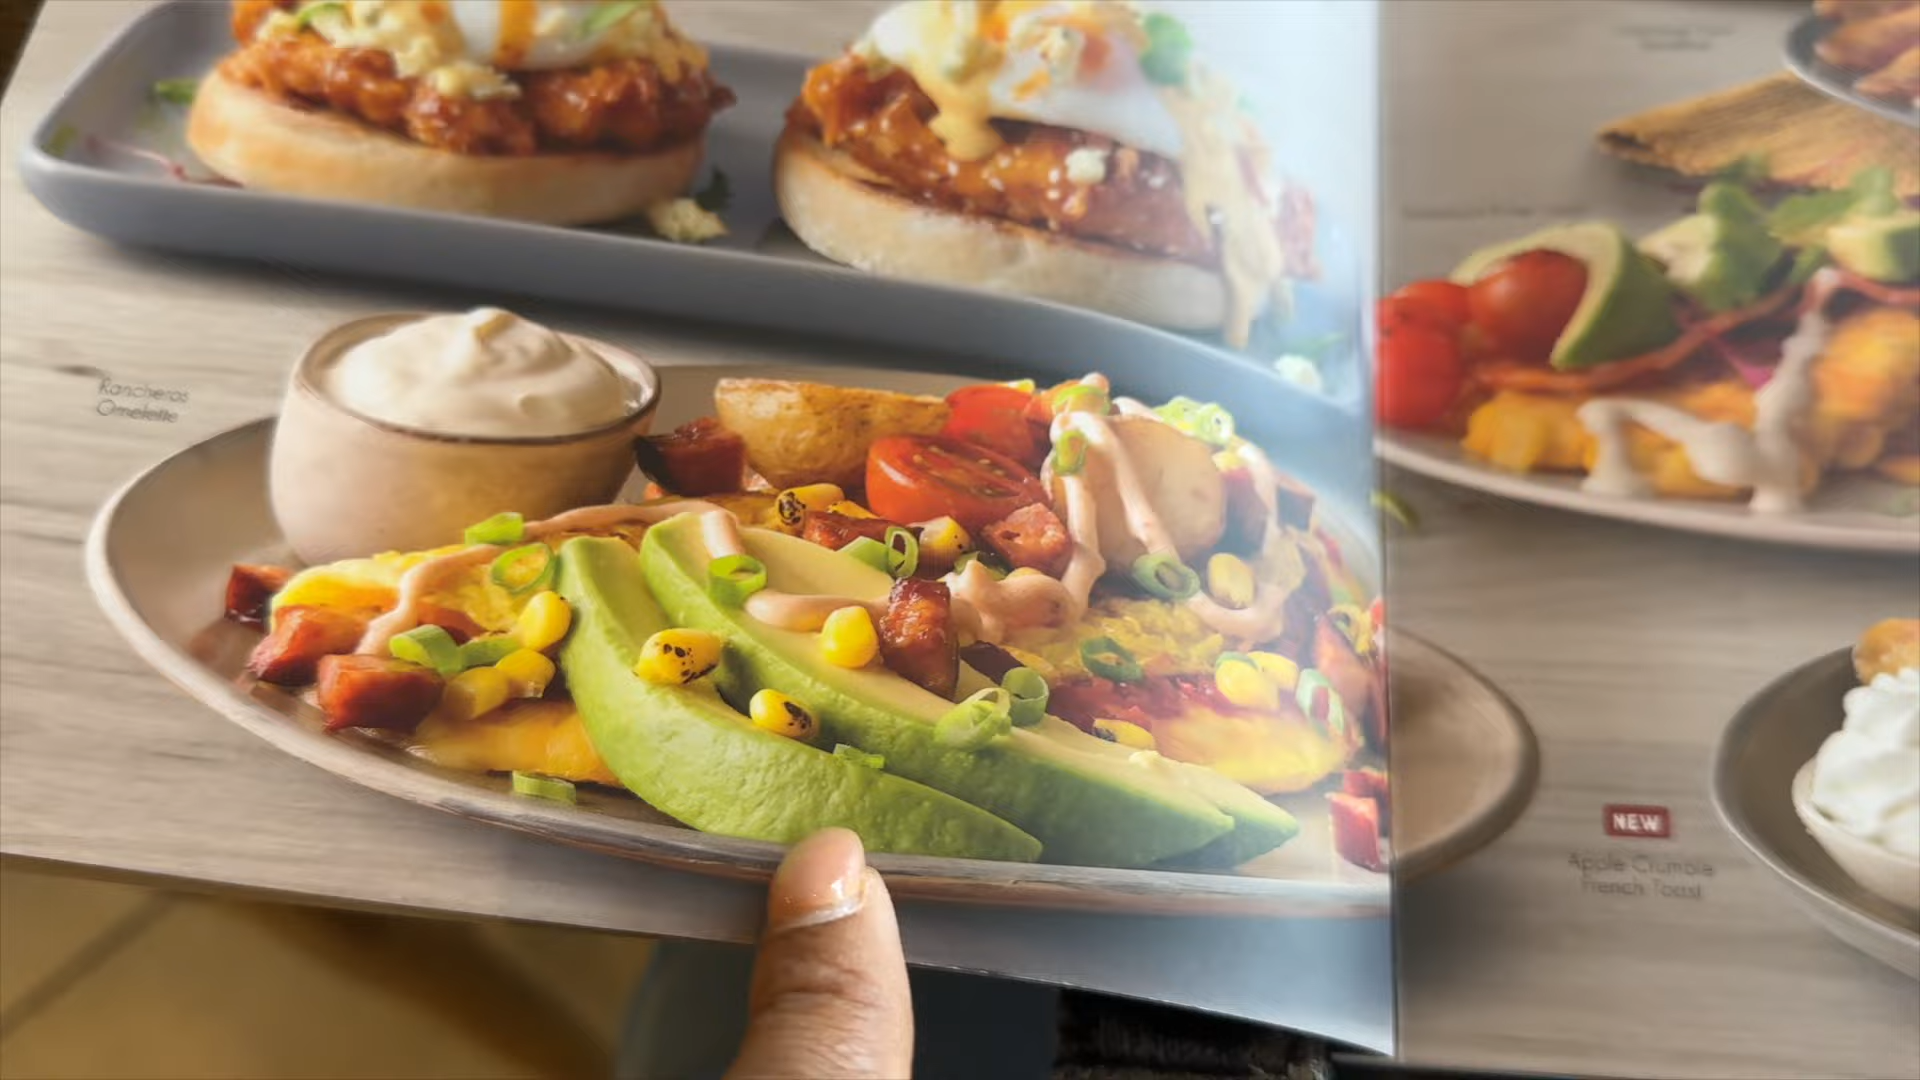 Rancheros
Omelette
NEW
Apple Crumble
French Toast